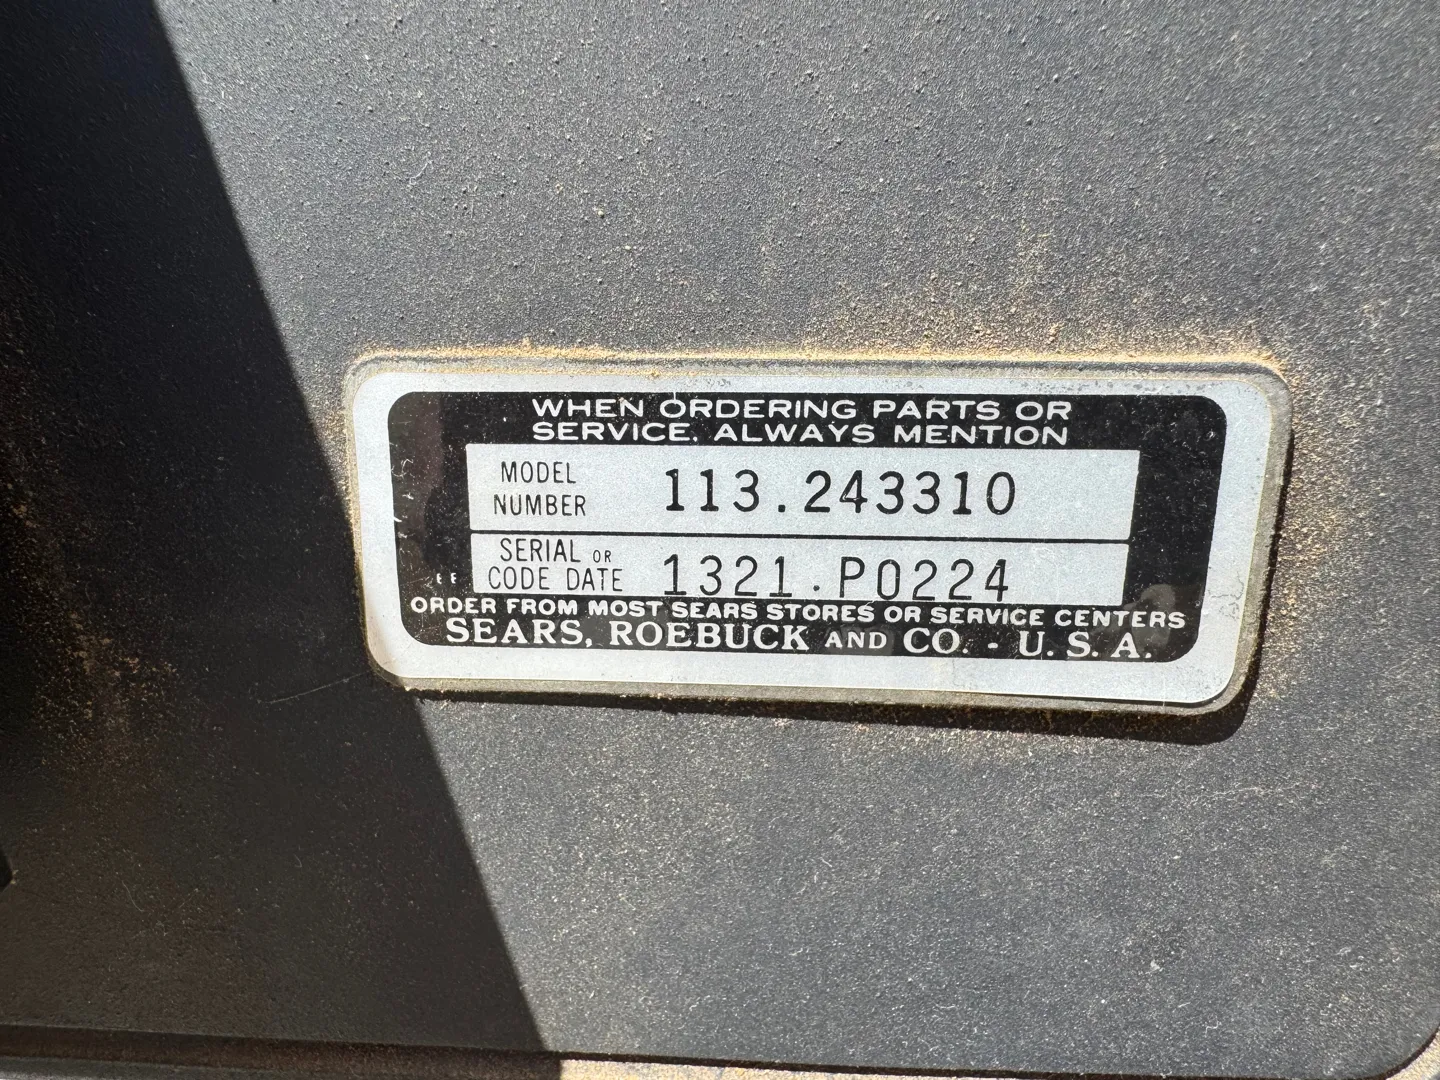 WHEN ORDERING PARTS OR
SERVICE, ALWAYS MENTION
MODEL NUMBER 113.243310
SERIAL OR CODE DATE 1321.P0224
ORDER FROM MOST SEARS STORES OR SERVICE CENTERS
SEARS, ROEBUCK AND CO. - U. S. A.